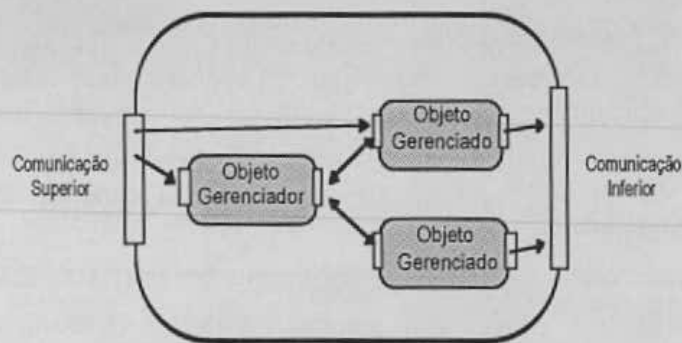 Comunicação
Superior
Objeto
Gerenciador
Objeto
Gerenciado
Objeto
Gerenciado
Comunicação
Inferior